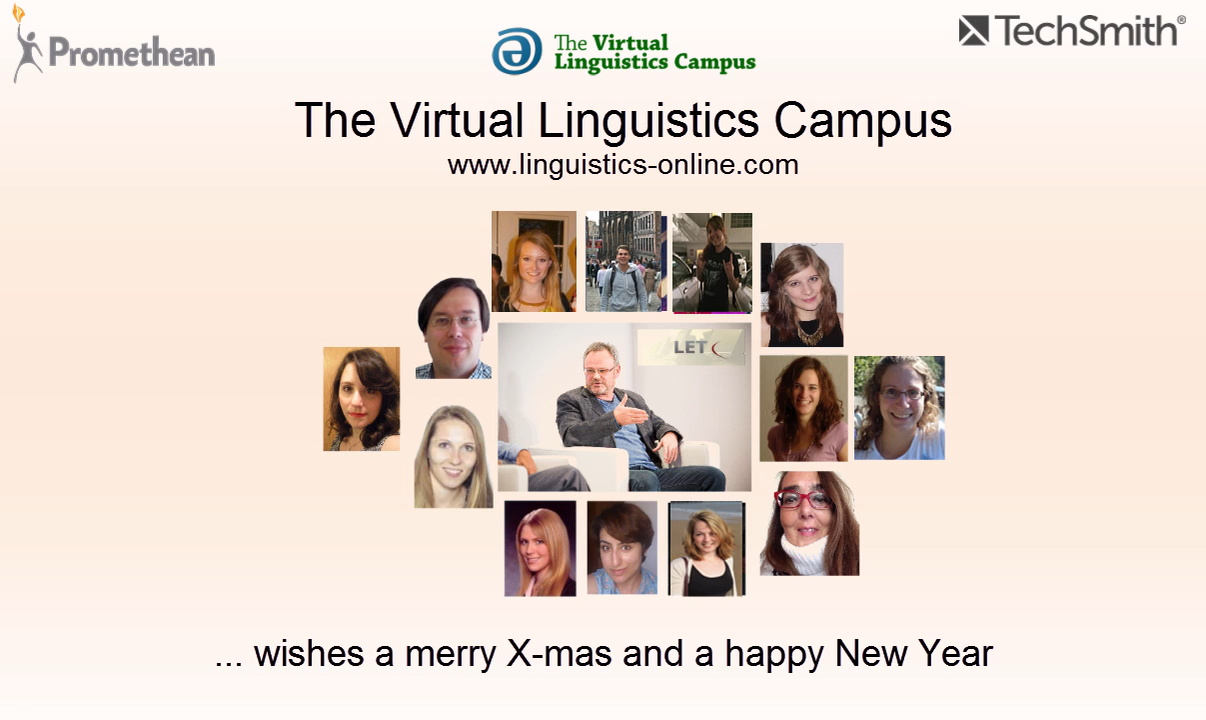 Promethean
The Virtual
Linguistics Campus
TechSmith®
The Virtual Linguistics Campus
www.linguistics-online.com
LET
... wishes a merry X-mas and a happy New Year